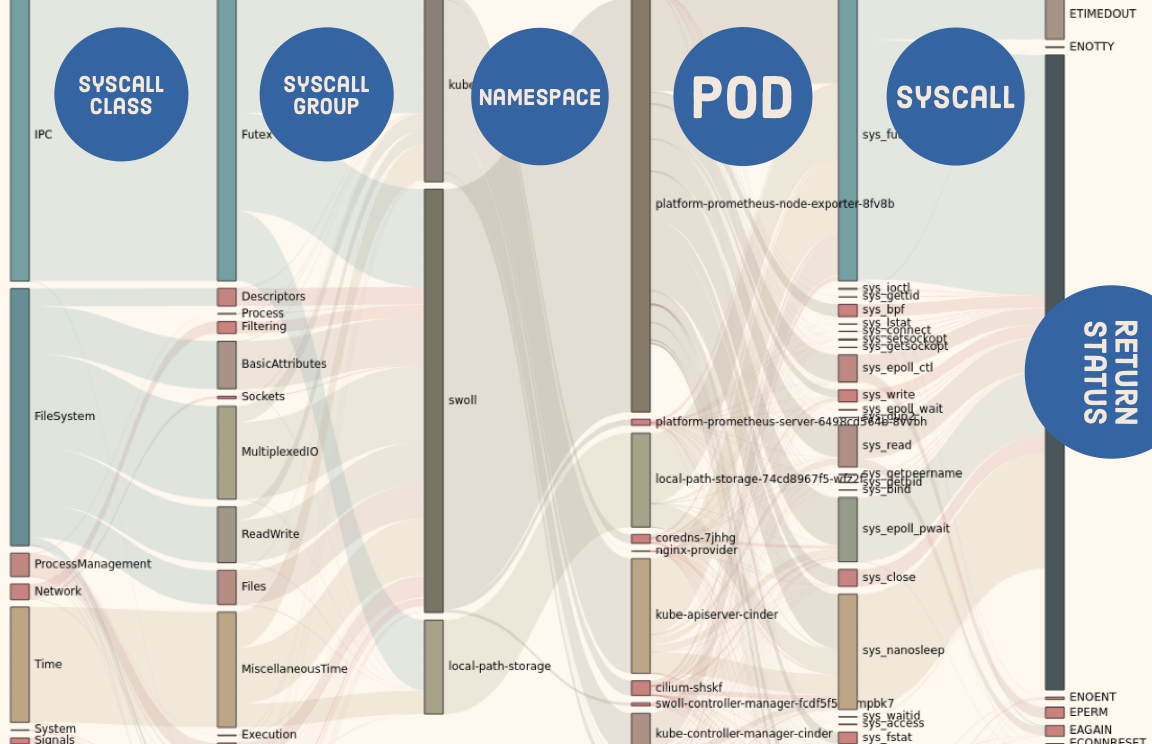 SYSCALL
CLASS
SYSCALL
GROUP
NAMESPACE
POD
SYSCALL
RETURN
STATUS
IPC
FileSystem
ProcessManagement
Network
Time
System
Signals
Futex
Descriptors
Process
Filtering
BasicAttributes
Sockets
MultiplexedIO
ReadWrite
Files
MiscellaneousTime
Execution
kube
swoll
local-path-storage
platform-prometheus-node-exporter-8fv8b
platform-prometheus-server-6498cd564b-8vvbh
local-path-storage-74cd8967f5-wfz2f
coredns-7jhhg
nginx-provider
kube-apiserver-cinder
cilium-shskf
swoll-controller-manager-fcdf5f5 mpbk7
kube-controller-manager-cinder
sys_fu
sys_ioctl
sys_gettid
sys_bpf
sys_lstat
sys_connect
sys_setsockopt
sys_getsockopt
sys_epoll_ctl
sys_write
sys_epoll_wait
sys_dup2
sys_read
sys_getpeername
sys_getpid
sys_bind
sys_epoll_pwait
sys_close
sys_nanosleep
sys_waitid
sys_access
sys_fstat
ETIMEDOUT
ENOTTY
ENOENT
EPERM
EAGAIN
ECONNRESET